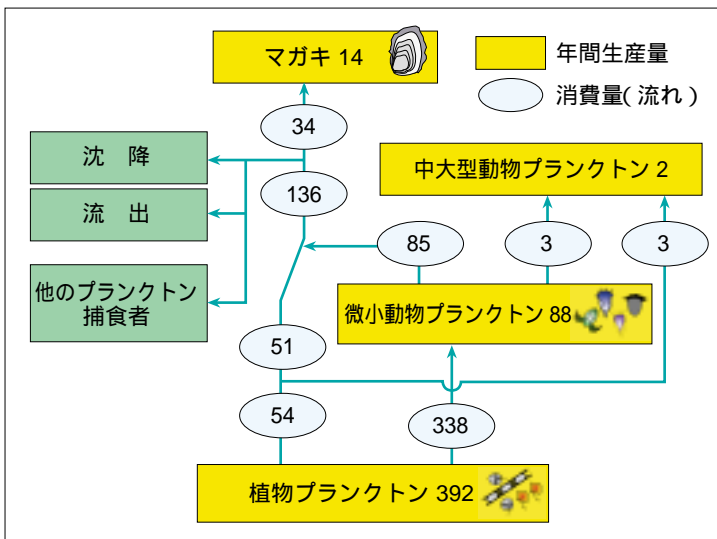 マガキ 14
年間生産量
消費量( 流れ )
34
沈　降
136
中大型動物プランクトン 2
流　出
85
3
3
他のプランクトン
捕食者
微小動物プランクトン 88
51
54
338
植物プランクトン 392